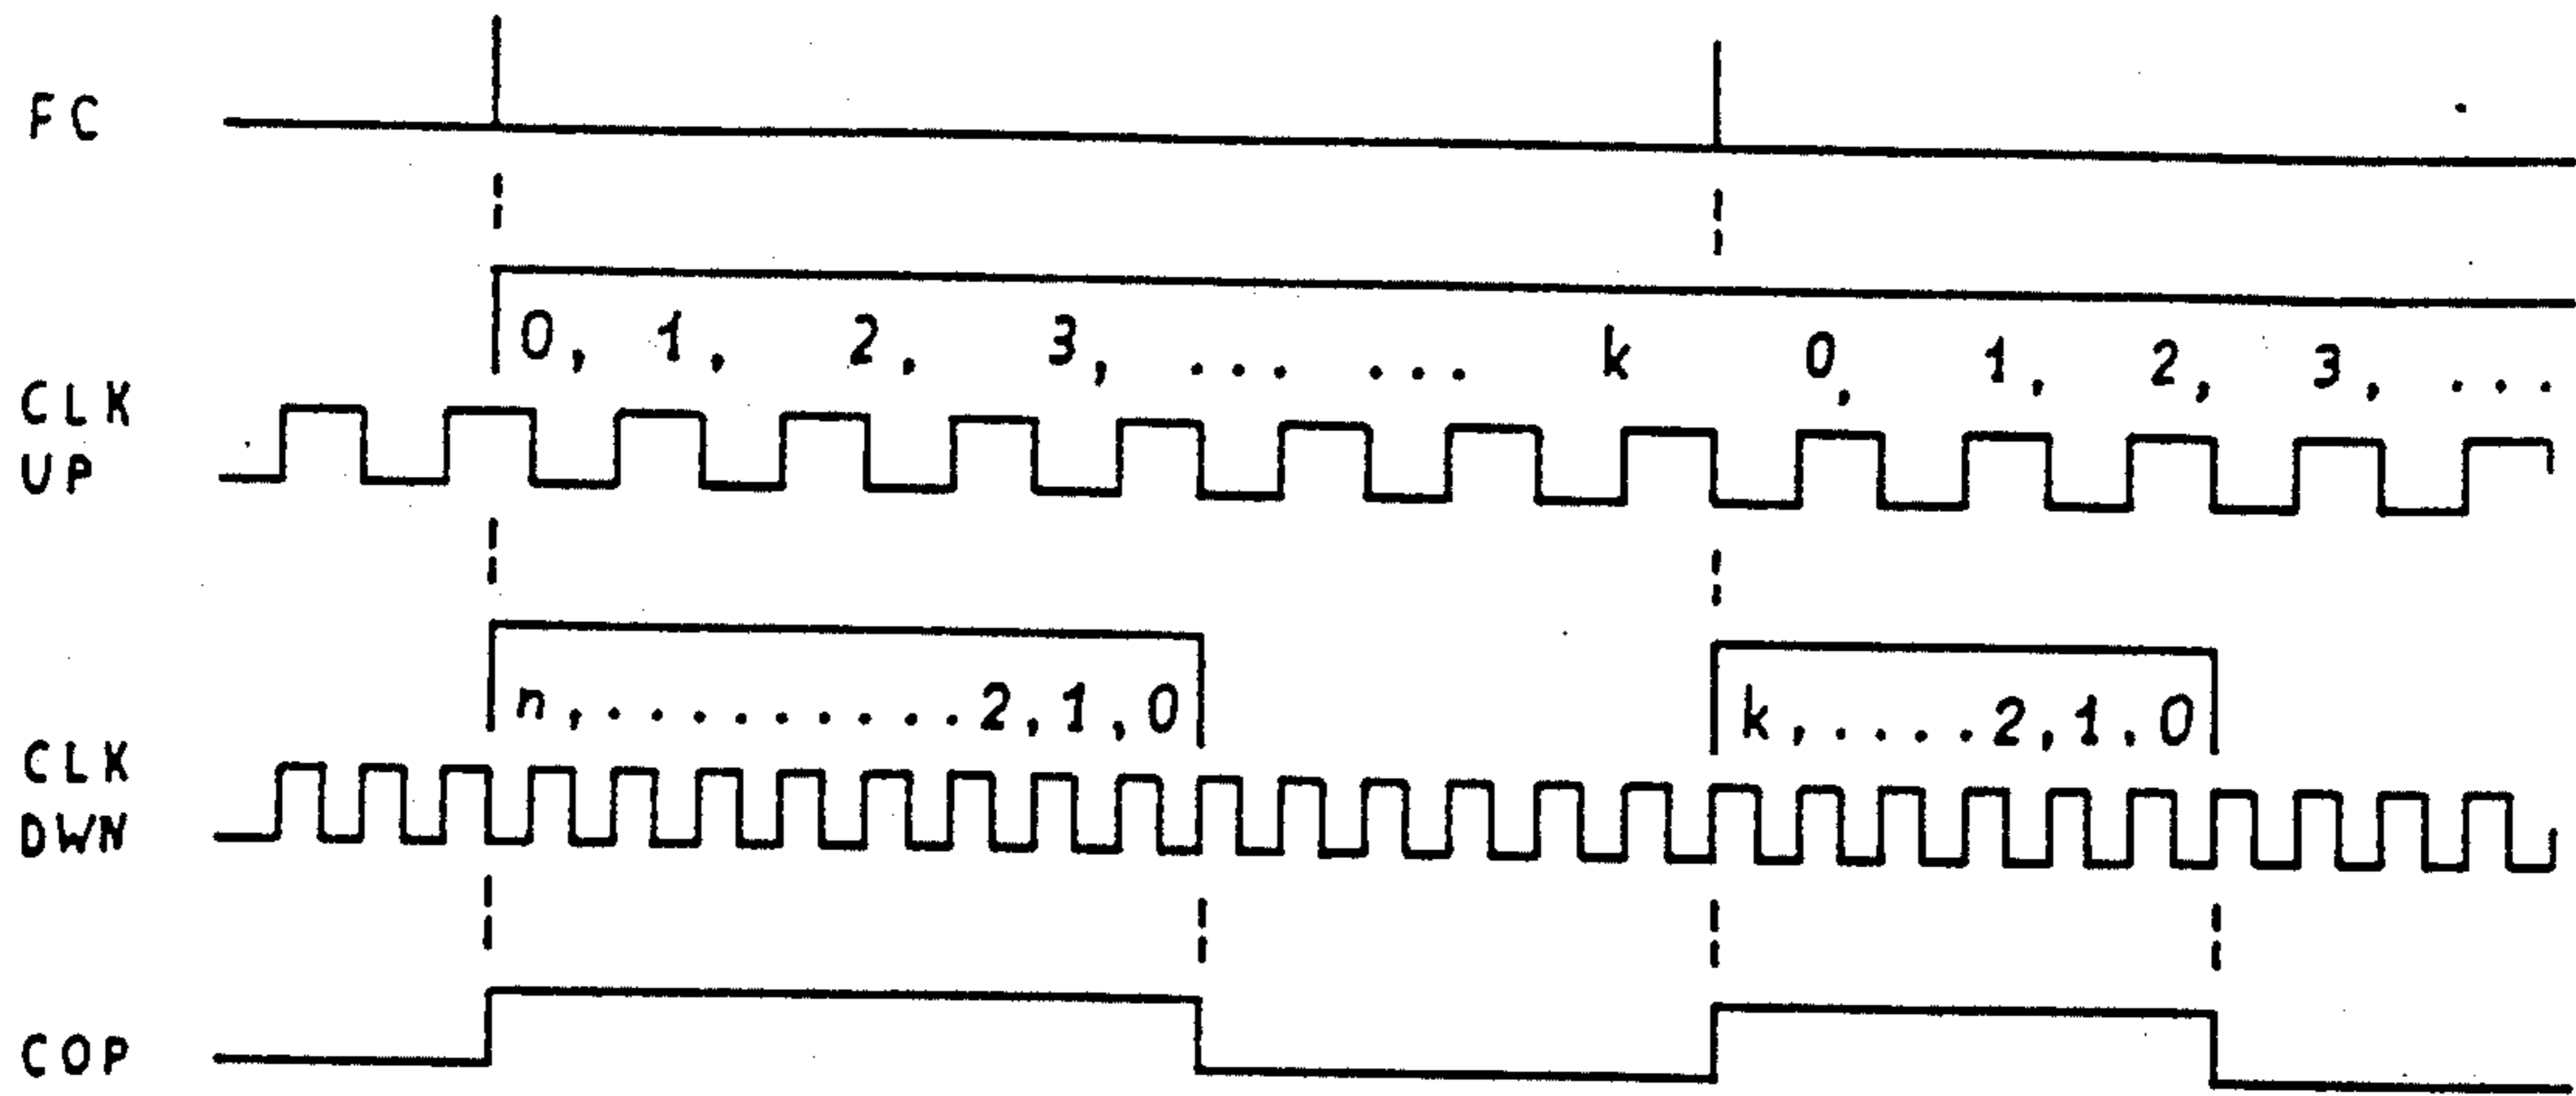 FC
0, 1, 2, 3, ... ... k 0, 1, 2, 3, ...
CLK
UP
n, . . . . . . . . . 2, 1, 0
k, . . . . 2, 1, 0
CLK
DWN
COP